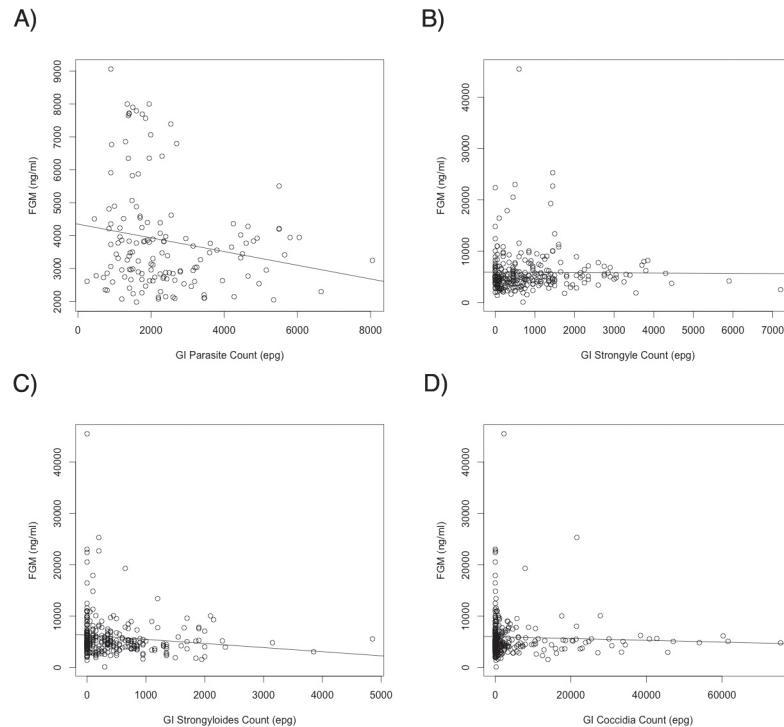 A)
9000
8000
7000
6000
5000
4000
3000
2000
FGM (ng/ml)
0 2000 4000 6000 8000
GI Parasite Count (epg)
B)
40000
30000
20000
10000
0
FGM (ng/ml)
0 1000 2000 3000 4000 5000 6000 7000
GI Strongyle Count (epg)
C)
40000
30000
20000
10000
0
FGM (ng/ml)
0 1000 2000 3000 4000 5000
GI Strongyloides Count (epg)
D)
40000
30000
20000
10000
0
FGM (ng/ml)
0 20000 40000 60000
GI Coccidia Count (epg)